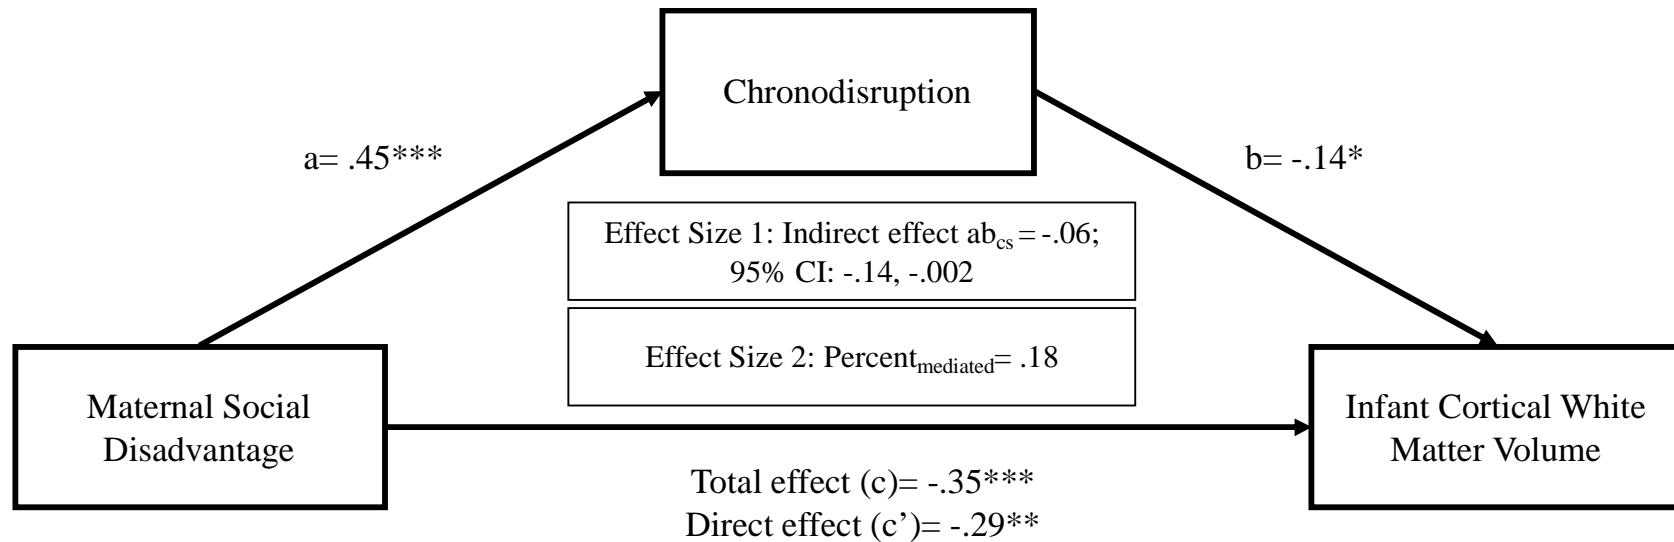 Chronodisruption
a= .45***
b= -.14*
Effect Size 1: Indirect effect abcs = -.06;
95% CI: -.14, -.002
Effect Size 2: Percentmediated= .18
Maternal Social
Disadvantage
Infant Cortical White
Matter Volume
Total effect (c)= -.35***
Direct effect (c’)= -.29**